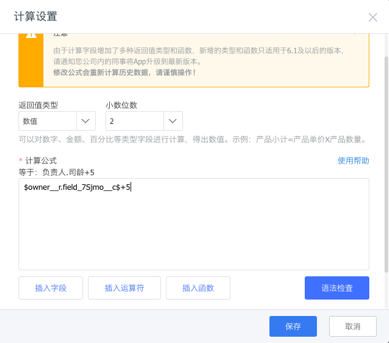 计算设置
注意
由于计算字段增加了多种返回值类型和函数，新增的类型和函数只适用于6.1及以后的版本，
请通知您公司内的同事将App升级到最新版本。
修改公式会重新计算历史数据，请谨慎操作！
返回值类型 小数位数
数值 2
可以对数字、金额、百分比等类型字段进行计算，得出数值。示例：产品小计=产品单价X产品数量。
* 计算公式 使用帮助
等于：负责人.司龄+5
$owner__r.field_7Sjmo__c$+5
插入字段 插入运算符 插入函数 语法检查
保存 取消